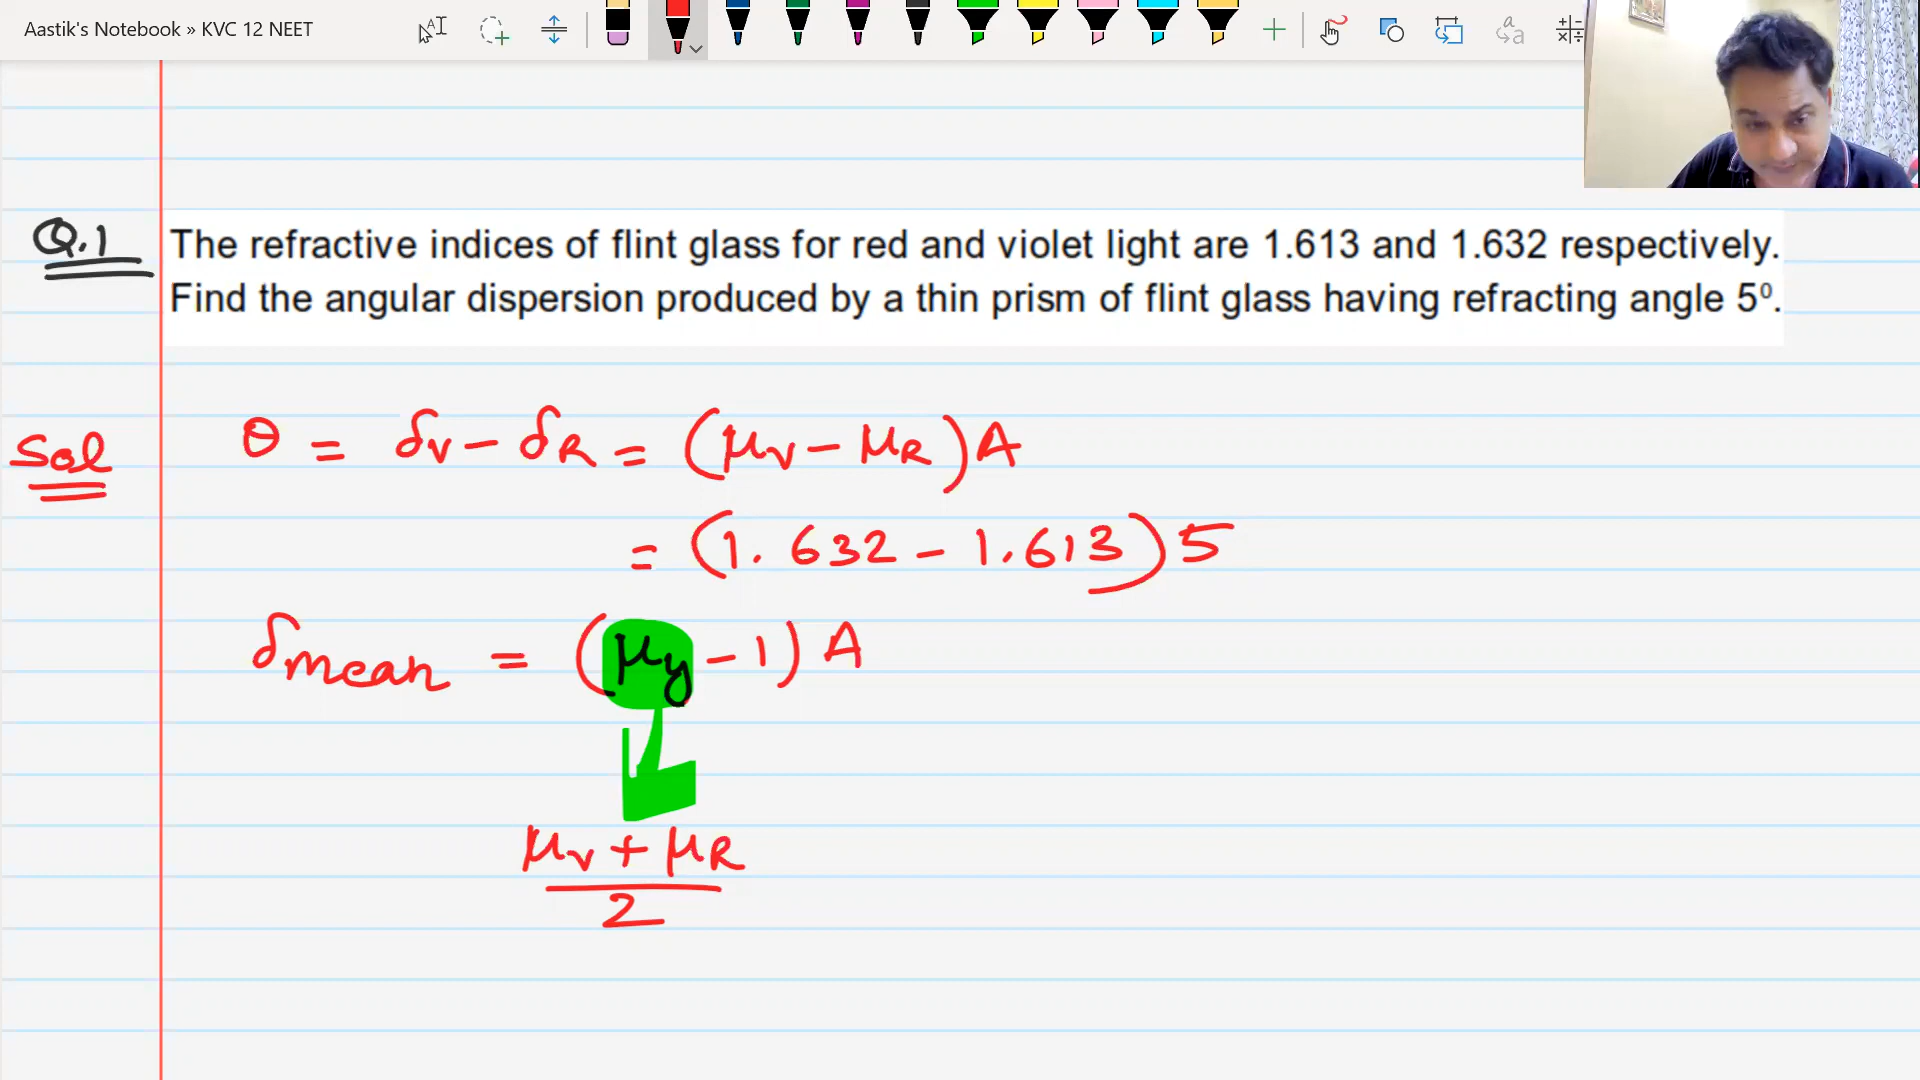 Aastik's Notebook » KVC 12 NEET
Q.1
The refractive indices of flint glass for red and violet light are 1.613 and 1.632 respectively.
Find the angular dispersion produced by a thin prism of flint glass having refracting angle 5⁰.
Sol
θ = δv - δR = (μv - μR)A
= (1.632 - 1.613)5
δmean = (μy - 1) A
μv + μR
2